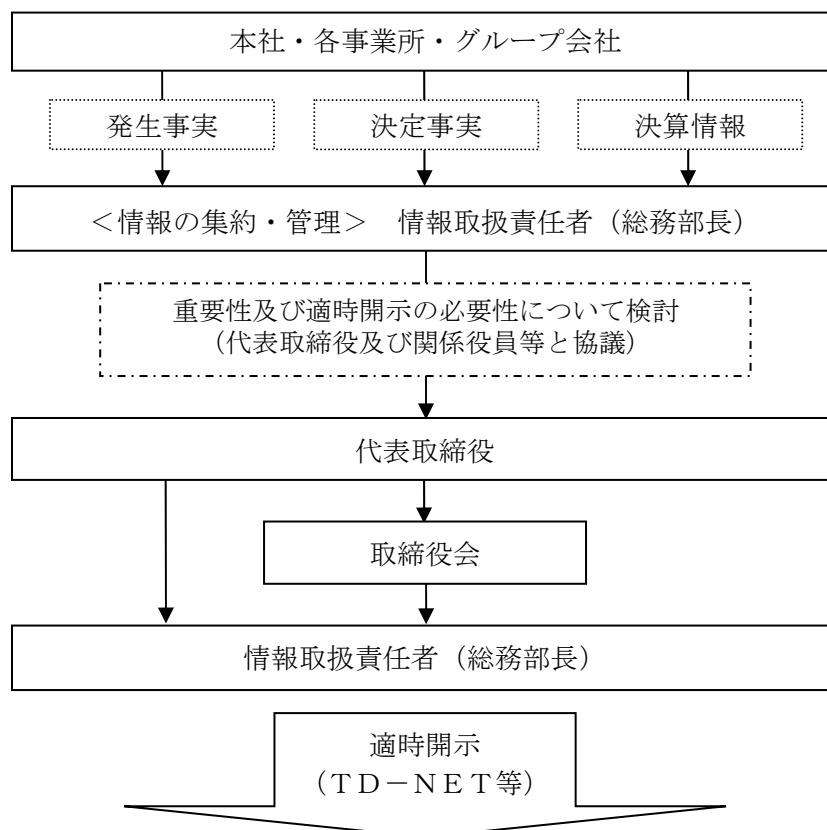 本社・各事業所・グループ会社
発生事実
決定事実
決算情報
＜情報の集約・管理＞　情報取扱責任者（総務部長）
重要性及び適時開示の必要性について検討
（代表取締役及び関係役員等と協議）
代表取締役
取締役会
情報取扱責任者（総務部長）
適時開示
（ＴＤ－ＮＥＴ等）